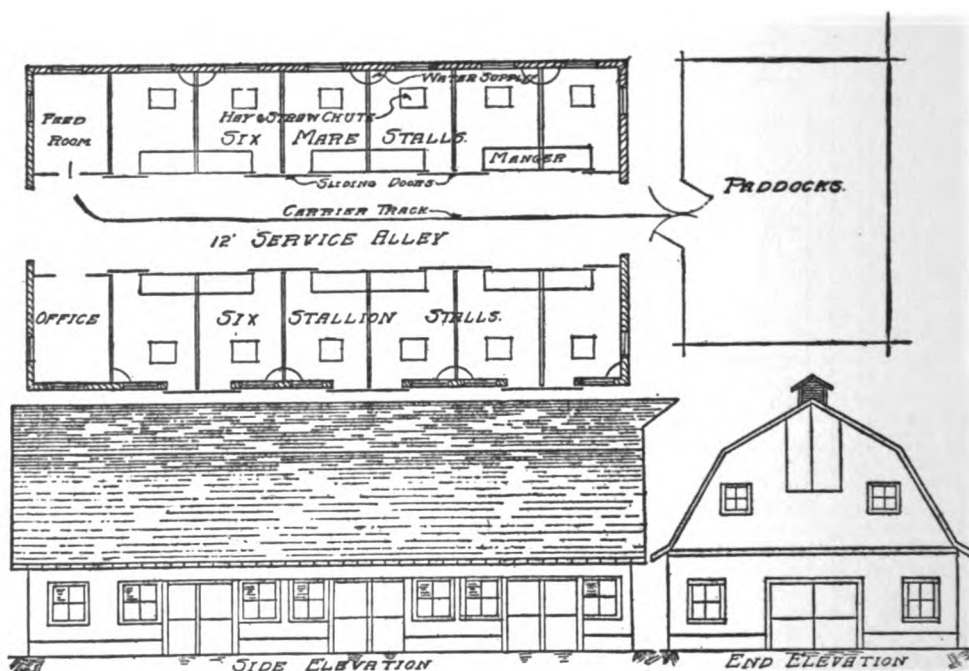 WATER SUPPLY
FEED
ROOM
HAY & STRAW CHUTE
SIX MARE STALLS.
MANGER
SLIDING DOORS
PADDOCKS.
CARRIER TRACK
12' SERVICE ALLEY
OFFICE
SIX STALLION STALLS.
SIDE ELEVATION
END ELEVATION